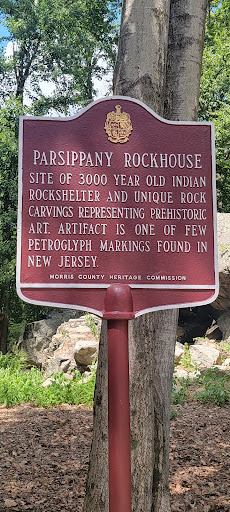 PARSIPPANY ROCKHOUSE
SITE OF 3000 YEAR OLD INDIAN
ROCKSHELTER AND UNIQUE ROCK
CARVINGS REPRESENTING PREHISTORIC
ART. ARTIFACT IS ONE OF FEW
PETROGLYPH MARKINGS FOUND IN
NEW JERSEY.
MORRIS COUNTY HERITAGE COMMISSION